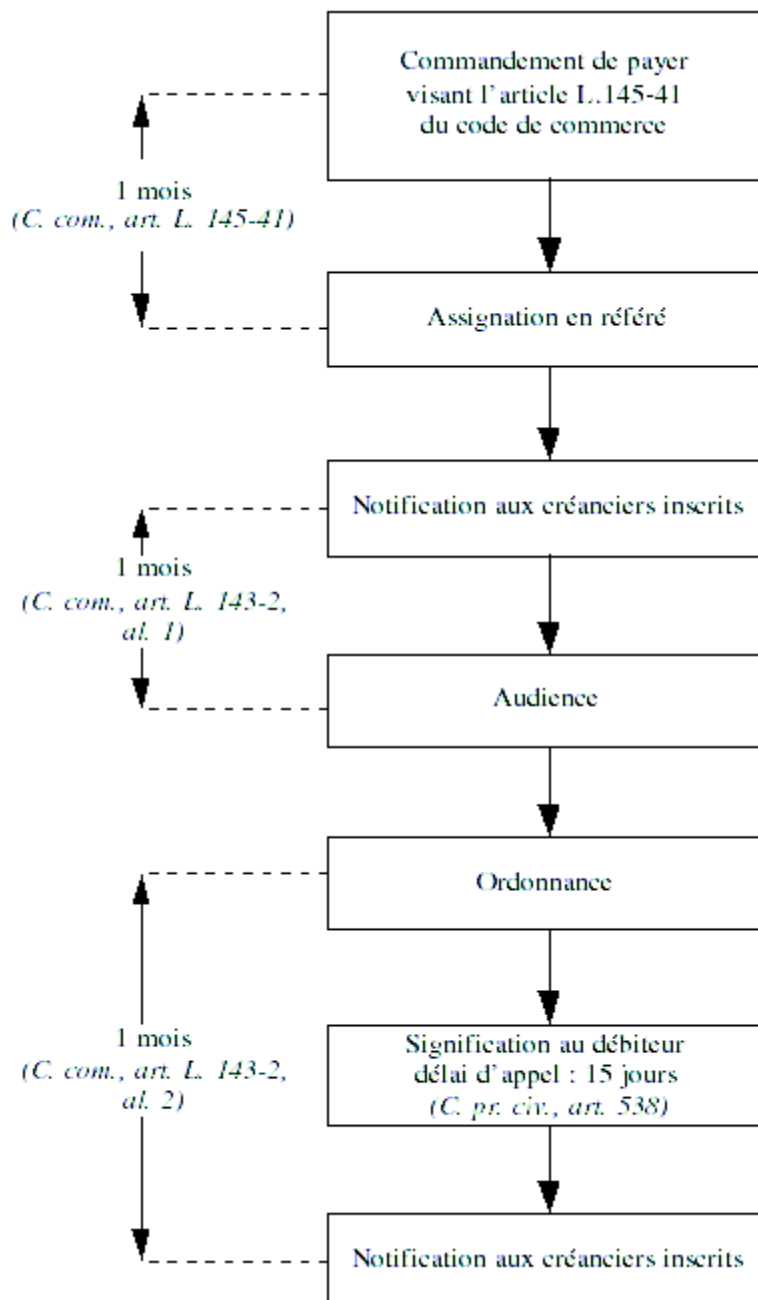 Commandement de payer
visant l'article L.145-41
du code de commerce
1 mois
(C. com., art. L. 145-41)
Assignation en référé
Notification aux créanciers inscrits
1 mois
(C. com., art. L. 143-2,
al. 1)
Audience
Ordonnance
1 mois
(C. com., art. L. 143-2,
al. 2)
Signification au débiteur
délai d'appel : 15 jours
(C. pr. civ., art. 538)
Notification aux créanciers inscrits